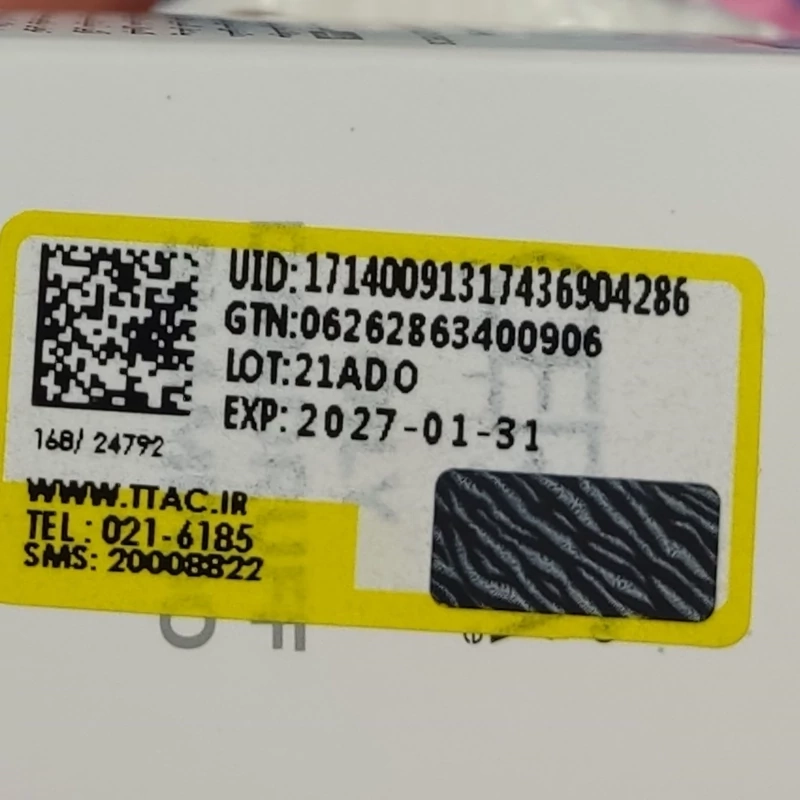 UID:17140091317436904286
GTN:06262863400906
LOT:21ADO
EXP: 2027-01-31
168/ 24792
WWW.TTAC.IR
TEL : 021-6185
SMS: 20008822